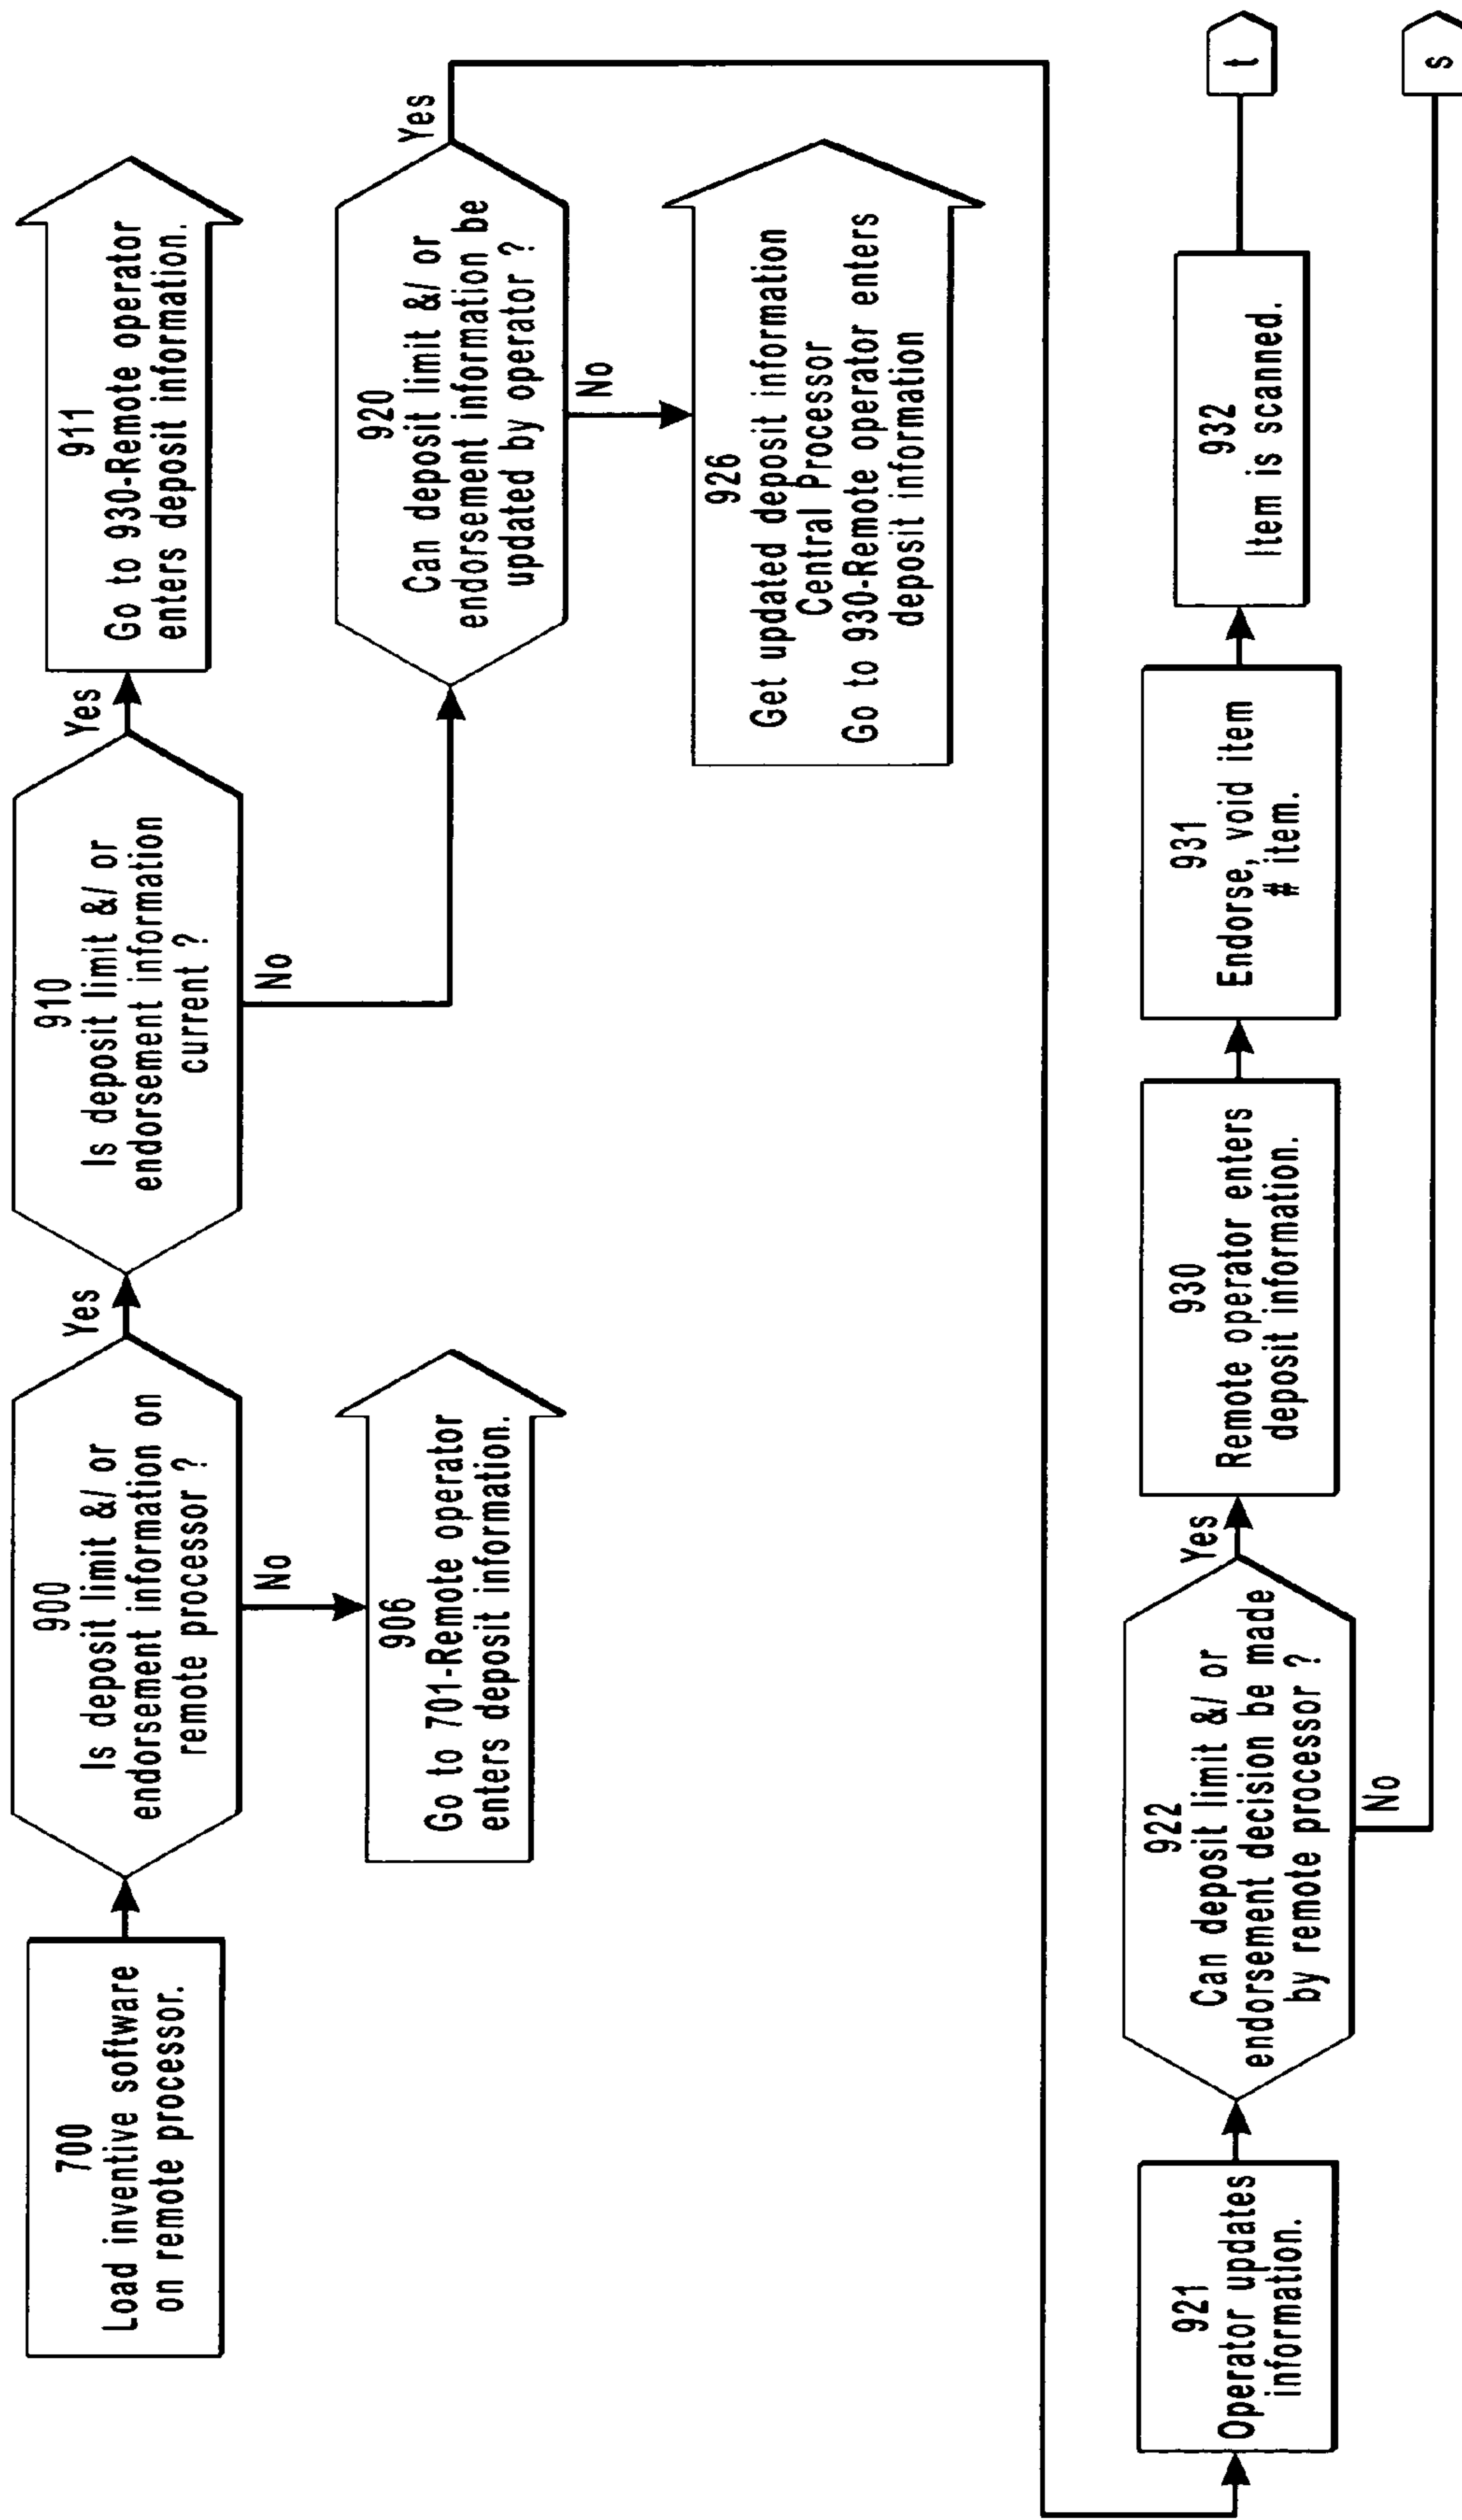 700
Load inventive software
on remote processor.
900
Is deposit limit &/ or
endorsement information on
remote processor ?
Yes
No
906
Go to 701-Remote operator
enters deposit information.
910
Is deposit limit &/ or
endorsement information
current ?
Yes
No
911
Go to 930-Remote operator
enters deposit information.
920
Can deposit limit &/ or
endorsement information be
updated by operator ?
Yes
No
926
Get updated deposit information
Central Processor
Go to 930-Remote operator enters
deposit information
921
Operator updates
information.
922
Can deposit limit &/ or
endorsement decision be made
by remote processor ?
Yes
No
930
Remote operator enters
deposit information.
931
Endorse, void item
# item.
932
Item is scanned.
t
s